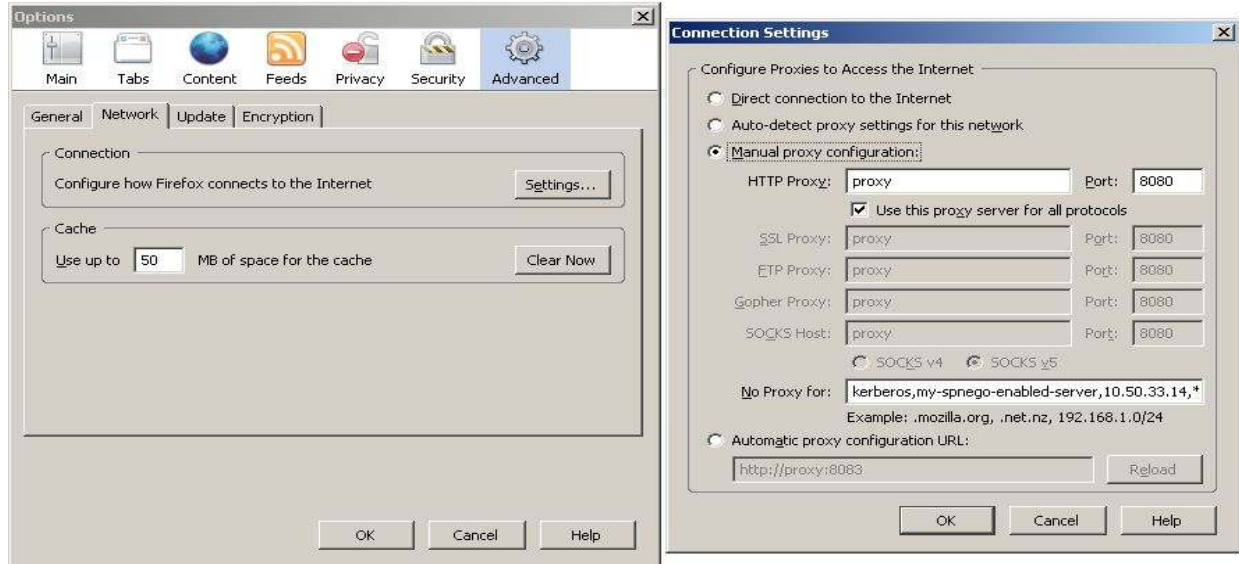 Options
Main Tabs Content Feeds Privacy Security Advanced
General Network Update Encryption
Connection
Configure how Firefox connects to the Internet Settings...
Cache
Use up to 50 MB of space for the cache Clear Now
OK Cancel Help
Connection Settings
Configure Proxies to Access the Internet
Direct connection to the Internet
Auto-detect proxy settings for this network
Manual proxy configuration:
HTTP Proxy: proxy Port: 8080
Use this proxy server for all protocols
SSL Proxy: proxy Port: 8080
FTP Proxy: proxy Port: 8080
Gopher Proxy: proxy Port: 8080
SOCKS Host: proxy Port: 8080
SOCKS v4 SOCKS v5
No Proxy for: kerberos,my-spnego-enabled-server,10.50.33.14,*
Example: .mozilla.org, .net.nz, 192.168.1.0/24
Automatic proxy configuration URL:
http://proxy:8083 Reload
OK Cancel Help